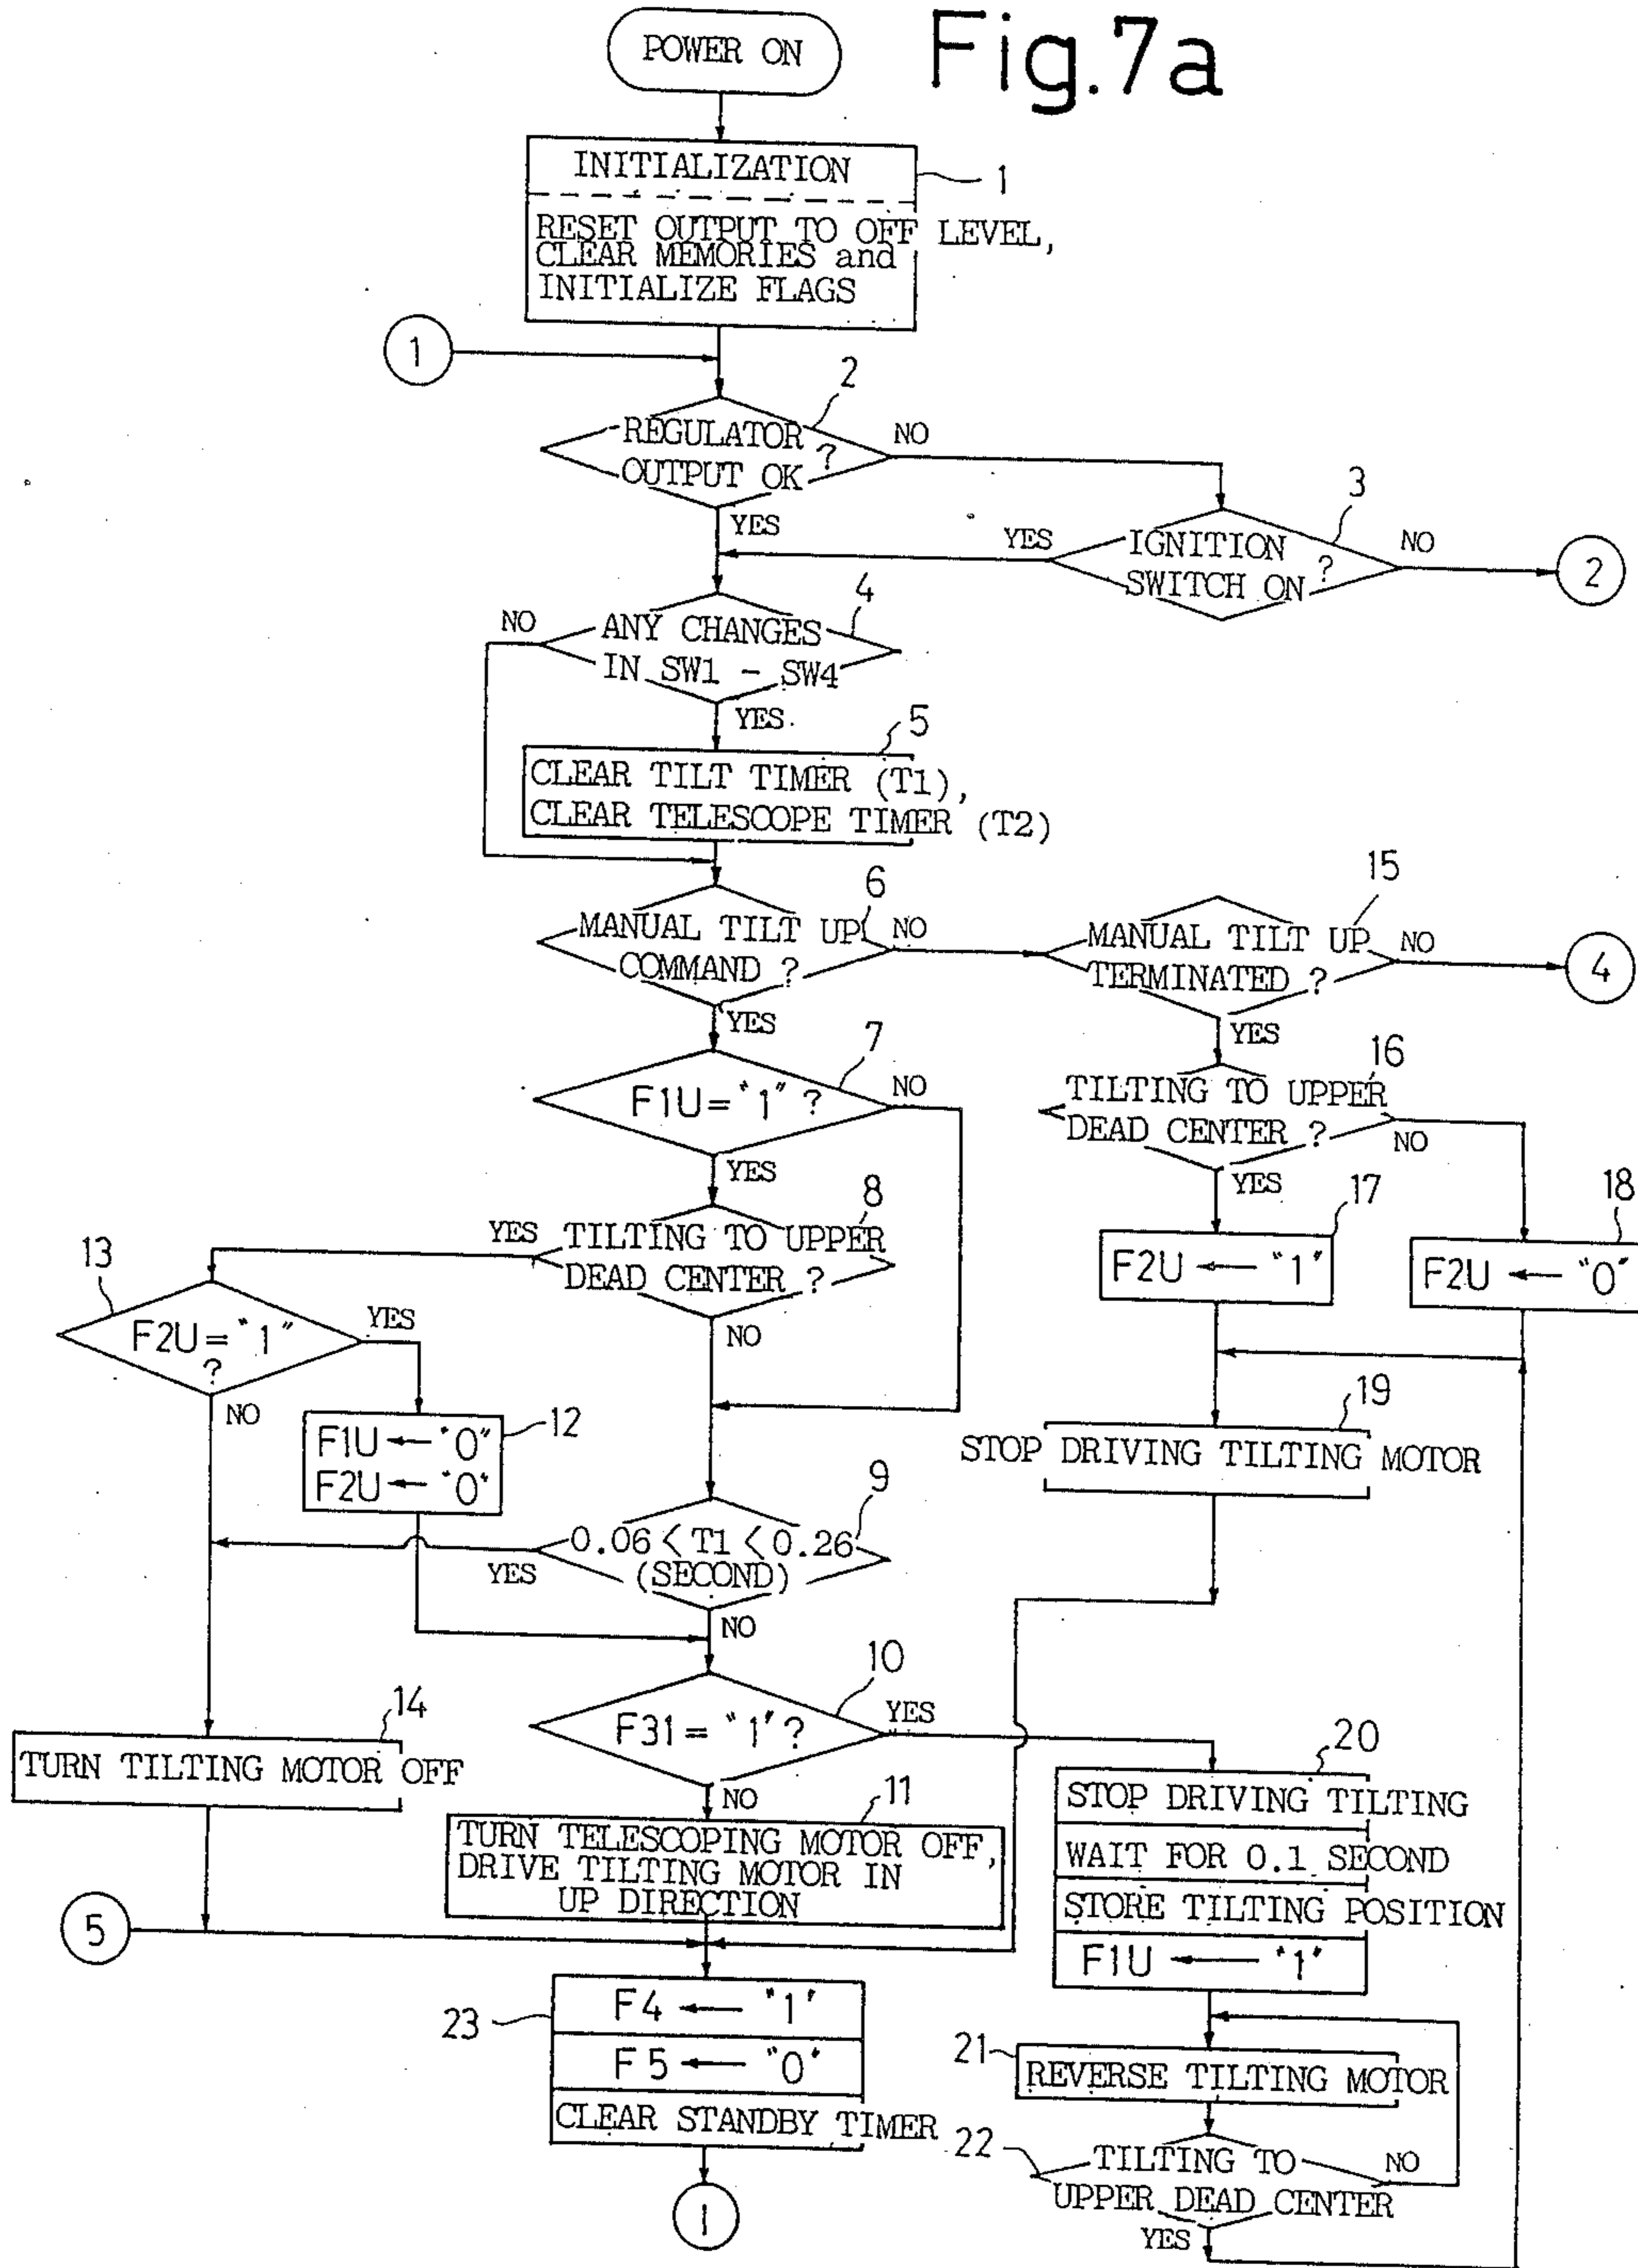 Fig.7a
POWER ON
INITIALIZATION
1
RESET OUTPUT TO OFF LEVEL,
CLEAR MEMORIES and
INITIALIZE FLAGS
1
2
REGULATOR
OUTPUT OK
?
NO
YES
3
IGNITION
SWITCH ON
?
YES
NO
2
4
ANY CHANGES
IN SW1 - SW4
NO
YES
5
CLEAR TILT TIMER (T1),
CLEAR TELESCOPE TIMER (T2)
6
MANUAL TILT UP
COMMAND ?
NO
YES
15
MANUAL TILT UP
TERMINATED ?
NO
4
YES
7
F1U="1" ?
NO
YES
16
TILTING TO UPPER
DEAD CENTER ?
NO
YES
8
TILTING TO UPPER
DEAD CENTER ?
YES
NO
17
F2U ← "1"
18
F2U ← "0"
13
F2U="1"
?
YES
NO
12
F1U ← "0"
F2U ← "0"
19
STOP DRIVING TILTING MOTOR
9
0.06 < T1 < 0.26
(SECOND)
YES
NO
10
F31="1"?
YES
NO
14
TURN TILTING MOTOR OFF
11
TURN TELESCOPING MOTOR OFF,
DRIVE TILTING MOTOR IN
UP DIRECTION
20
STOP DRIVING TILTING
WAIT FOR 0.1 SECOND
STORE TILTING POSITION
F1U ← "1"
5
23
F4 ← "1"
F5 ← "0"
CLEAR STANDBY TIMER
1
21
REVERSE TILTING MOTOR
22
TILTING TO
UPPER DEAD CENTER
NO
YES